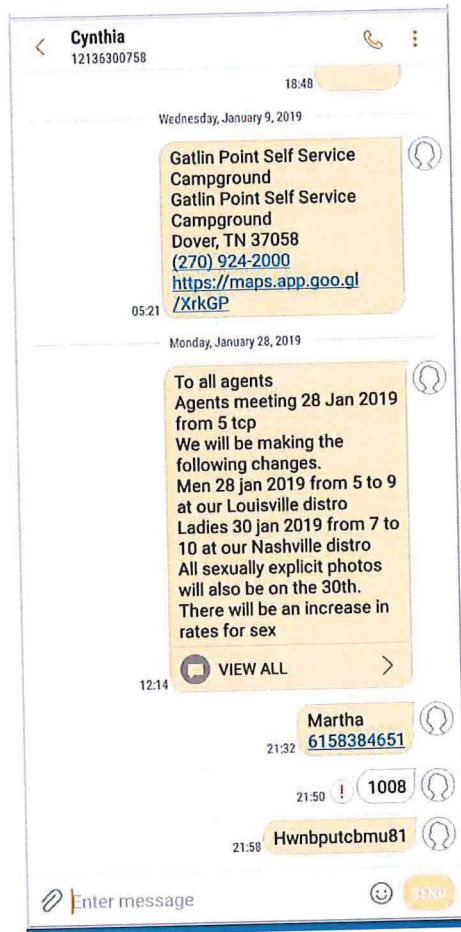 Cynthia
12136300758
18:48
Wednesday, January 9, 2019
Gatlin Point Self Service
Campground
Gatlin Point Self Service
Campground
Dover, TN 37058
(270) 924-2000
https://maps.app.goo.gl
/XrkGP
05:21
Monday, January 28, 2019
To all agents
Agents meeting 28 Jan 2019
from 5 tcp
We will be making the
following changes.
Men 28 jan 2019 from 5 to 9
at our Louisville distro
Ladies 30 jan 2019 from 7 to
10 at our Nashville distro
All sexually explicit photos
will also be on the 30th.
There will be an increase in
rates for sex
VIEW ALL
12:14
Martha
6158384651
21:32
1008
21:50 !
Hwnbputcbmu81
21:58
Enter message
SEND